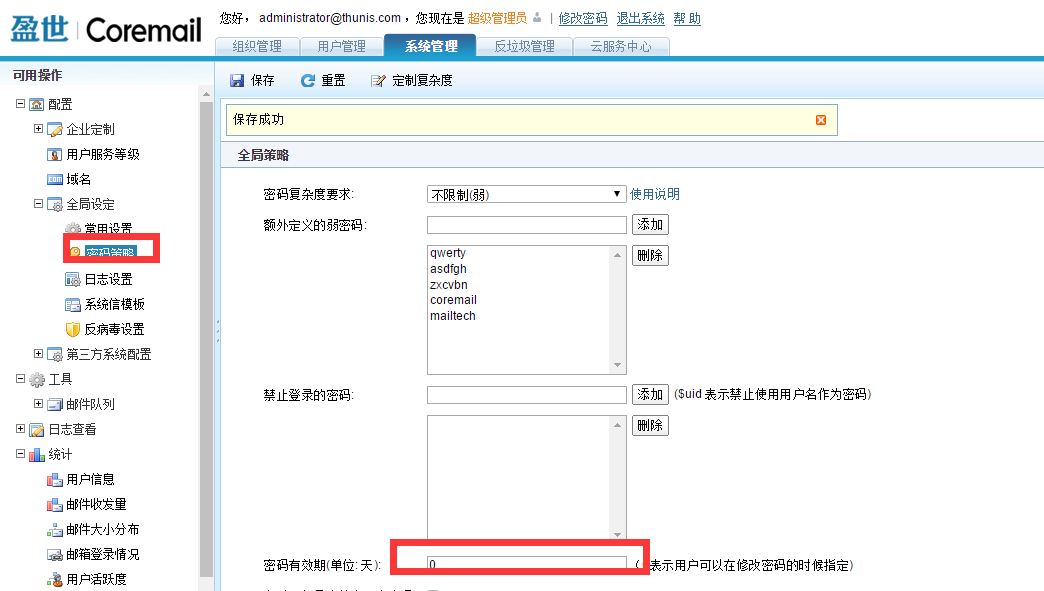 盈世 Coremail
您好， administrator@thunis.com ，您现在是 超级管理员 | 修改密码 退出系统 帮助
组织管理 用户管理 系统管理 反垃圾管理 云服务中心
可用操作
保存 重置 定制复杂度
配置
企业定制
用户服务等级
域名
全局设定
常用设置
密码策略
日志设置
系统信模板
反病毒设置
第三方系统配置
工具
邮件队列
日志查看
统计
用户信息
邮件收发量
邮件大小分布
邮箱登录情况
用户活跃度
保存成功
全局策略
密码复杂度要求: 不限制(弱) 使用说明
额外定义的弱密码: 添加
qwerty 删除
asdfgh
zxcvbn
coremail
mailtech
禁止登录的密码: 添加 ($uid 表示禁止使用用户名作为密码)
删除
密码有效期(单位: 天): 0 ( 表示用户可以在修改密码的时候指定)